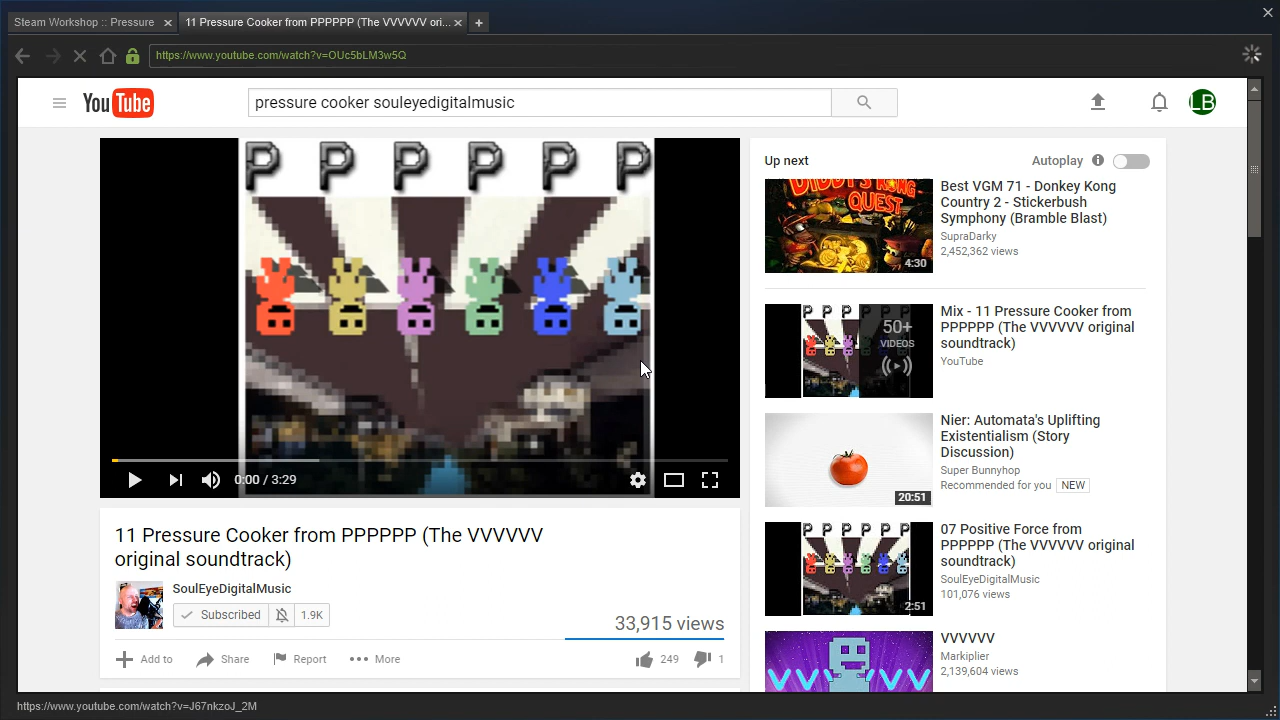 Steam Workshop :: Pressure
11 Pressure Cooker from PPPPPP (The VVVVVV ori...
https://www.youtube.com/watch?v=OUc5bLM3w5Q
YouTube
pressure cooker souleyedigitalmusic
LB
P P P P P P
0:00 / 3:29
11 Pressure Cooker from PPPPPP (The VVVVVV
original soundtrack)
SoulEyeDigitalMusic
Subscribed
1.9K
33,915 views
Add to
Share
Report
More
249
1
Up next
Autoplay
DIDDY'S KONG
QUEST
4:30
Best VGM 71 - Donkey Kong
Country 2 - Stickerbush
Symphony (Bramble Blast)
SupraDarky
2,452,362 views
P P P
50+
VIDEOS
Mix - 11 Pressure Cooker from
PPPPPP (The VVVVVV original
soundtrack)
YouTube
20:51
Nier: Automata's Uplifting
Existentialism (Story
Discussion)
Super Bunnyhop
Recommended for you NEW
P P P P P P
2:51
07 Positive Force from
PPPPPP (The VVVVVV original
soundtrack)
SoulEyeDigitalMusic
101,076 views
VVVVVV
VVVVVV
Markiplier
2,139,604 views
https://www.youtube.com/watch?v=J67nkzoJ_2M